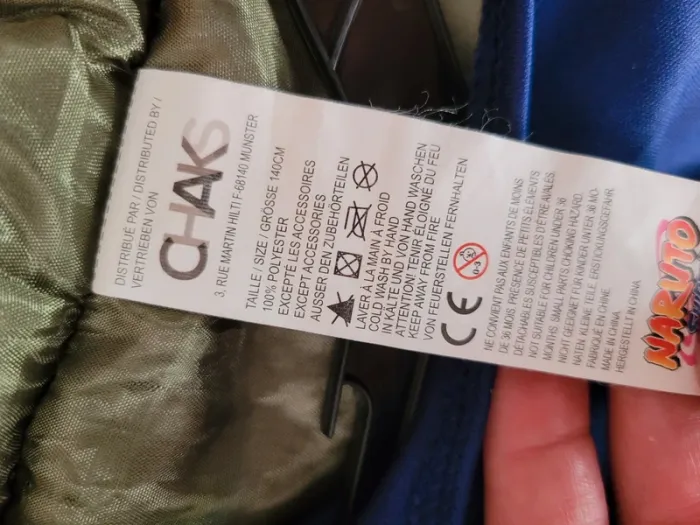 DISTRIBUÉ PAR / DISTRIBUTED BY /
VERTRIEBEN VON
CHAKS
3, RUE MARTIN HILTI F-68140 MUNSTER
TAILLE / SIZE / GRÖSSE 140CM
100% POLYESTER
EXCEPTÉ LES ACCESSOIRES
EXCEPT ACCESSORIES
AUSSER DEN ZUBEHÖRTEILEN
LAVER À LA MAIN À FROID
COLD WASH BY HAND
IN KÄLTE UND VON HAND WASCHEN
ATTENTION! TENIR ÉLOIGNÉ DU FEU
KEEP AWAY FROM FIRE
VON FEUERSTELLEN FERNHALTEN
CE 0-3
NE CONVIENT PAS AUX ENFANTS DE MOINS
DE 36 MOIS. PRÉSENCE DE PETITS ÉLÉMENTS
DÉTACHABLES SUSCEPTIBLES D'ÊTRE AVALÉS.
NOT SUITABLE FOR CHILDREN UNDER 36
MONTHS. SMALL PARTS CHOKING HAZARD.
NICHT GEEIGNET FÜR KINDER UNTER 36 MO-
NATEN. KLEINE TEILE. ERSTICKUNGSGEFAHR.
FABRIQUÉ EN CHINE
MADE IN CHINA
HERGESTELLT IN CHINA
NARUTO